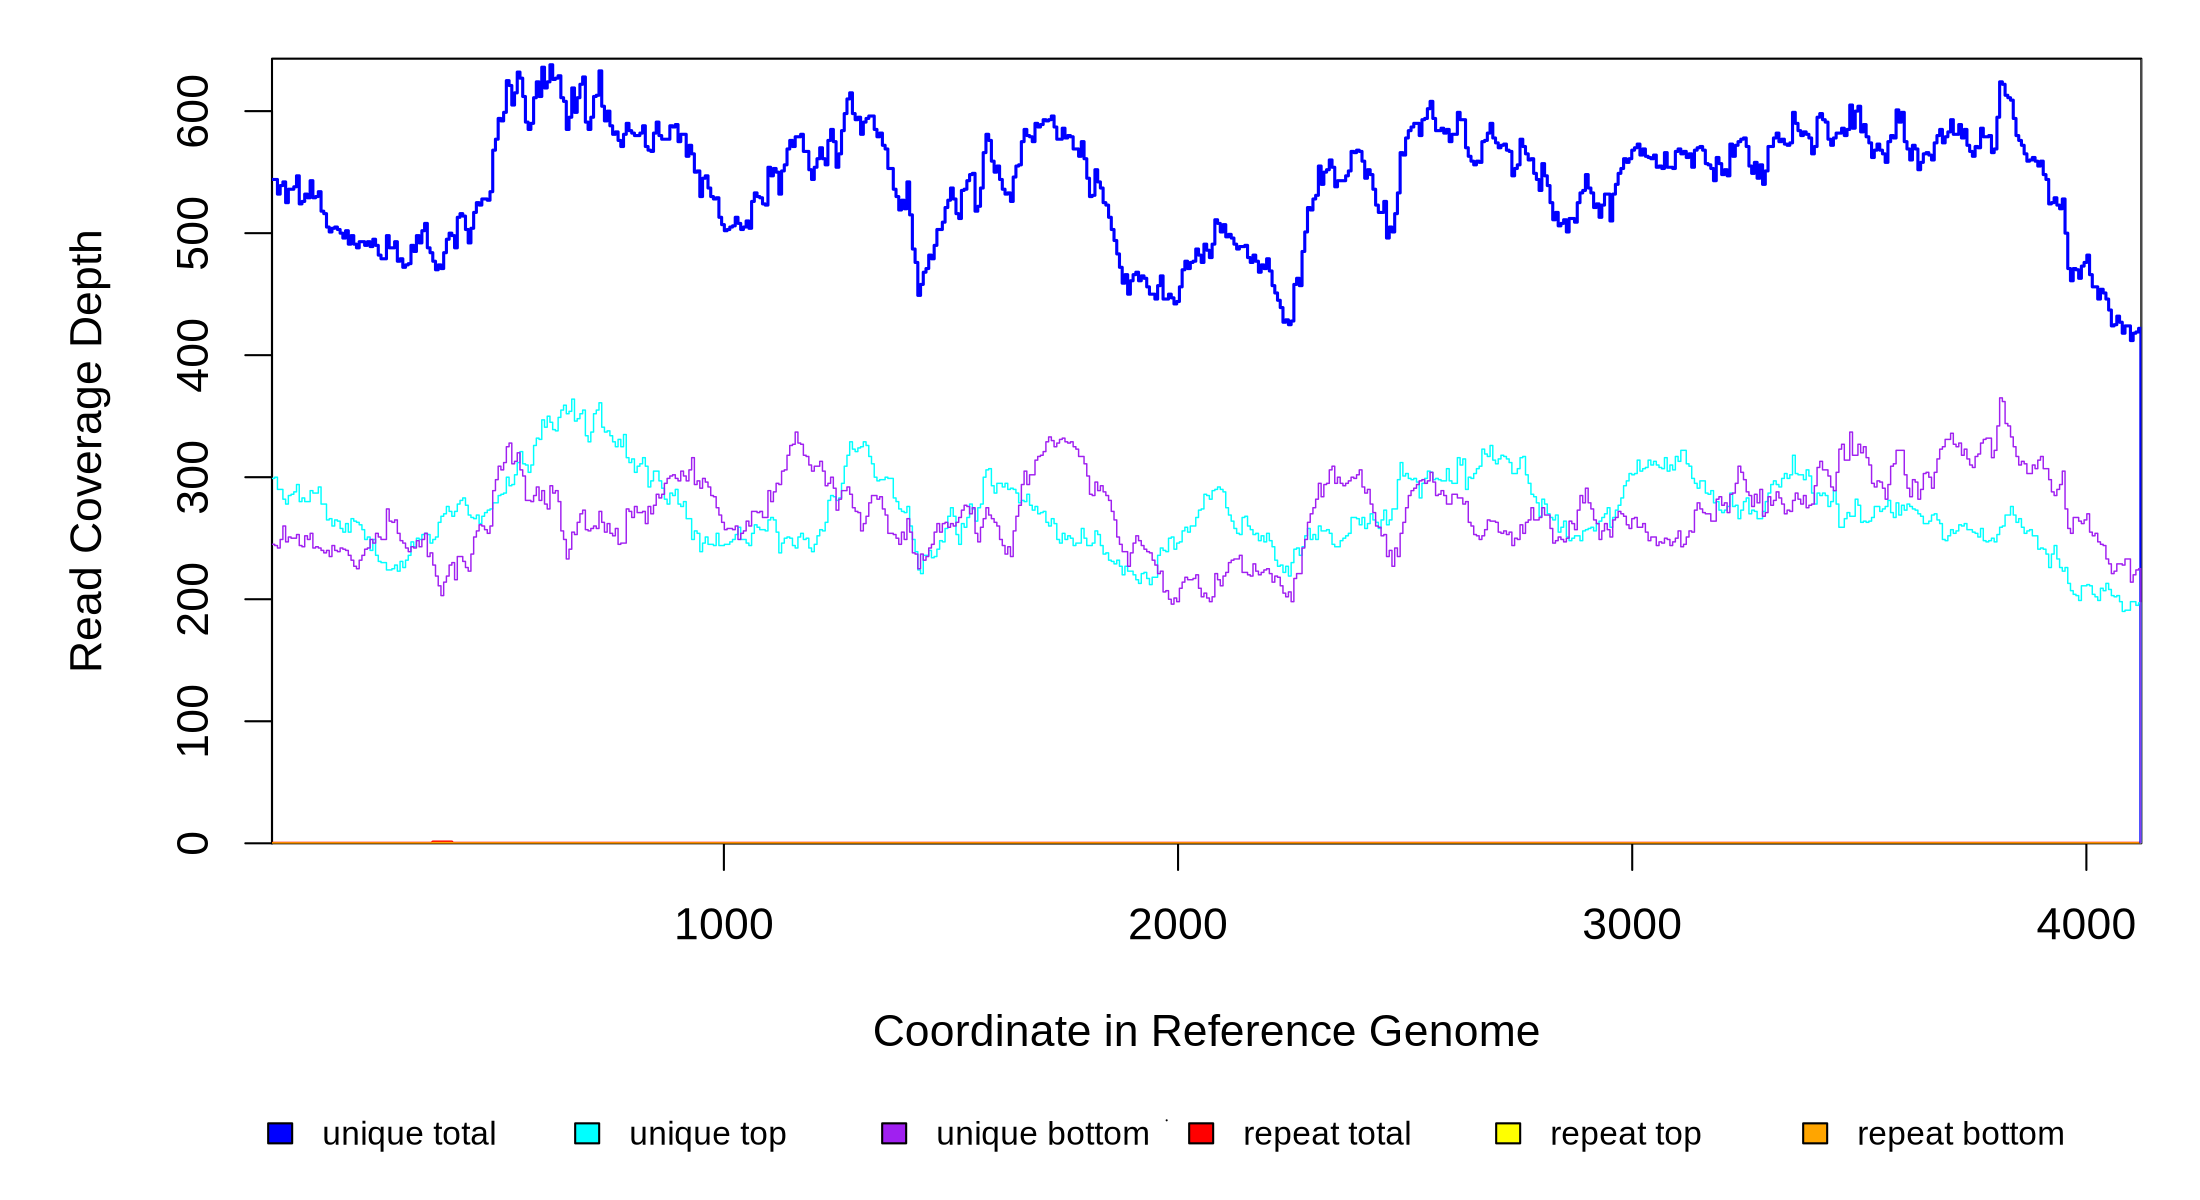 600
500
400
300
200
100
0
Read Coverage Depth
1000 2000 3000 4000
Coordinate in Reference Genome
unique total unique top unique bottom repeat total repeat top repeat bottom